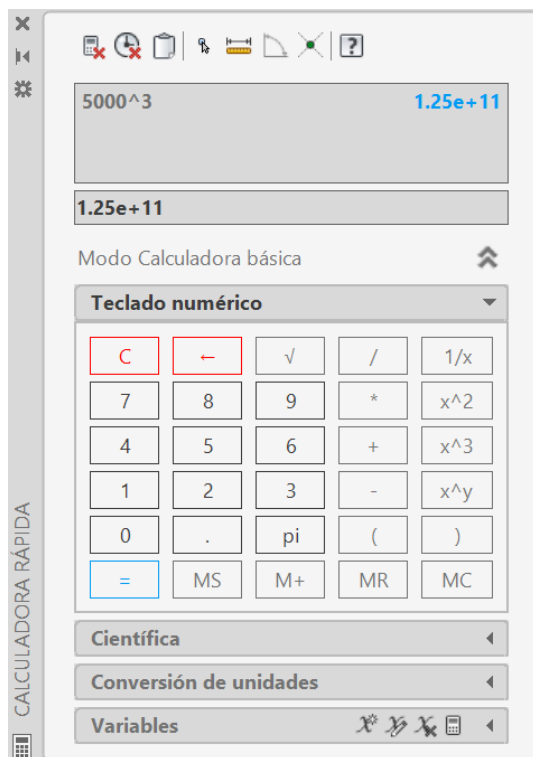 5000^3 1.25e+11
1.25e+11
Modo Calculadora básica
Teclado numérico
C ← √ / 1/x
7 8 9 * x^2
4 5 6 + x^3
1 2 3 - x^y
0 . pi ( )
= MS M+ MR MC
Científica
Conversión de unidades
Variables
CALCULADORA RÁPIDA